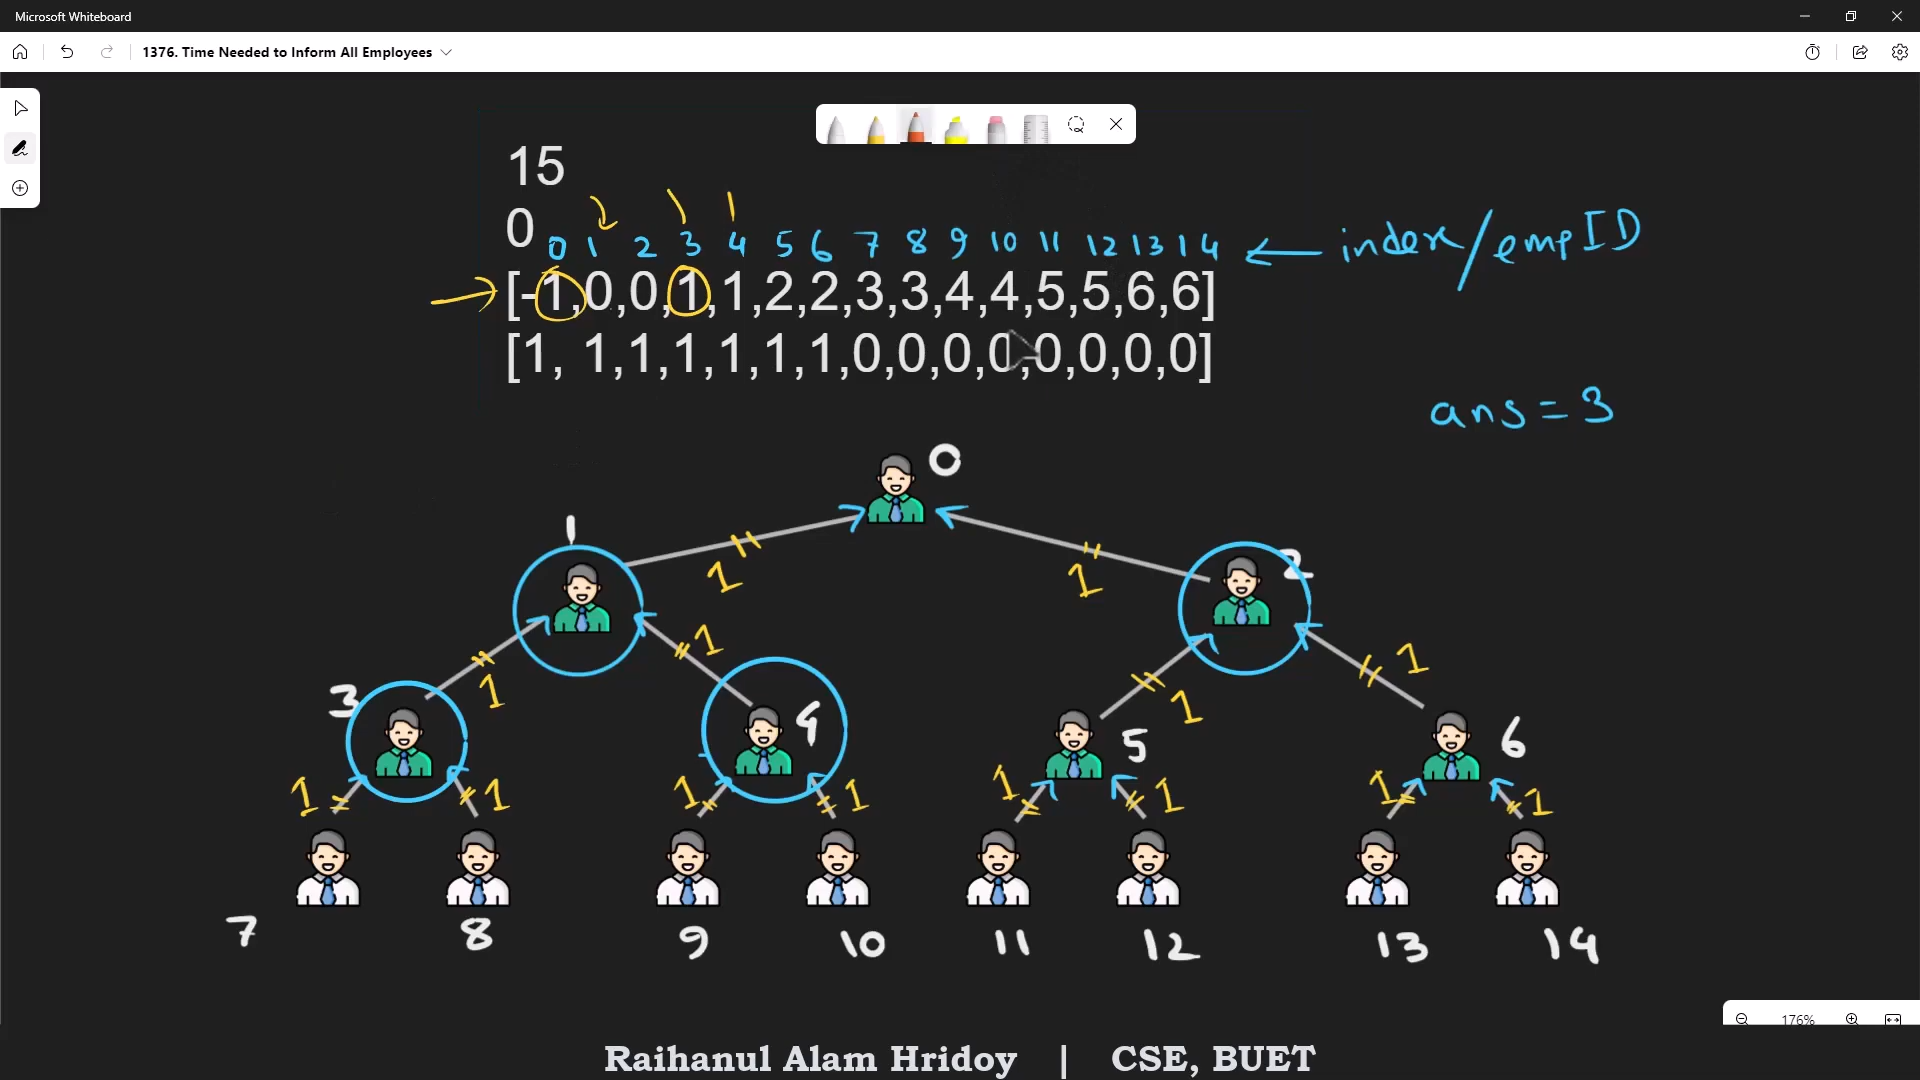 Microsoft Whiteboard
1376. Time Needed to Inform All Employees
15
0
0 1 2 3 4 5 6 7 8 9 10 11 12 13 14 ← index/empID
[-1,0,0,1,1,2,2,3,3,4,4,5,5,6,6]
[1, 1,1,1,1,1,1,0,0,0,0,0,0,0,0]
ans = 3
0
1
2
1 1
1 1 1 1
3 4 5 6
1 1 1 1 1 1 1 1
7 8 9 10 11 12 13 14
176%
Raihanul Alam Hridoy | CSE, BUET